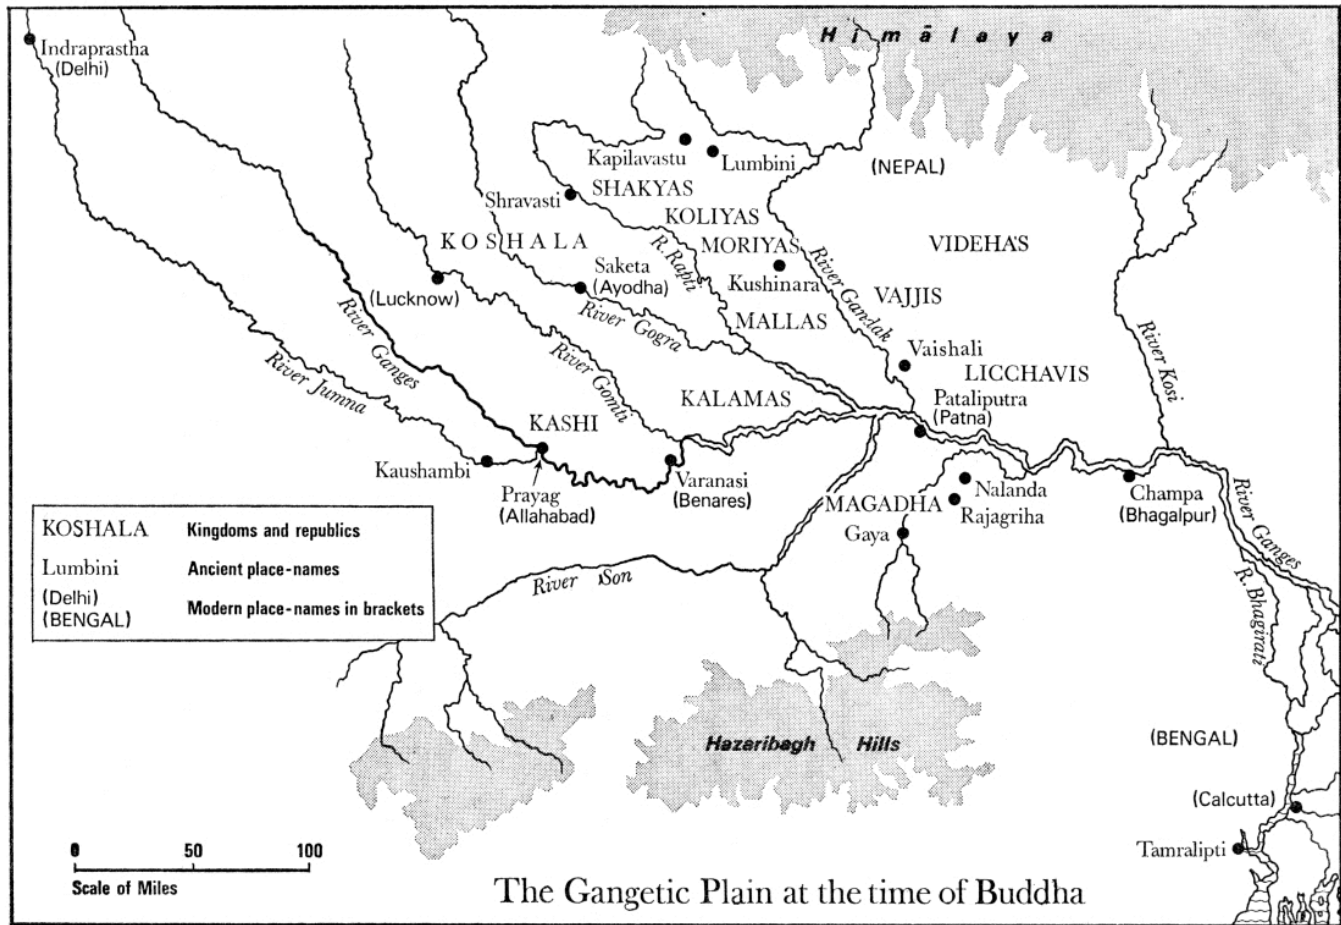 Himālaya
Indraprastha
(Delhi)
Kapilavastu
Lumbini
(NEPAL)
SHAKYAS
Shravasti
KOLIYAS
KOSHALA
R. Rapti
MORIYAS
VIDEHA'S
Saketa
(Ayodha)
Kushinara
River Gandak
VAJJIS
(Lucknow)
River Ganges
River Gogra
MALLAS
Vaishali
River Kosi
River Jumna
River Gomti
LICCHAVIS
KALAMAS
Pataliputra
(Patna)
KASHI
Kaushambi
Prayag
(Allahabad)
Varanasi
(Benares)
MAGADHA
Nalanda
Rajagriha
Gaya
Champa
(Bhagalpur)
River Ganges
KOSHALA Kingdoms and republics
Lumbini Ancient place-names
(Delhi)
(BENGAL) Modern place-names in brackets
River Son
R. Bhagirati
Hazaribagh Hills
(BENGAL)
(Calcutta)
Tamralipti
0 50 100
Scale of Miles
The Gangetic Plain at the time of Buddha